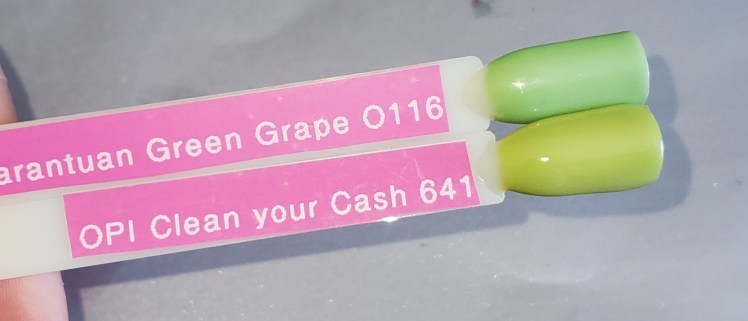 arantuan Green Grape O116
OPI Clean your Cash 641